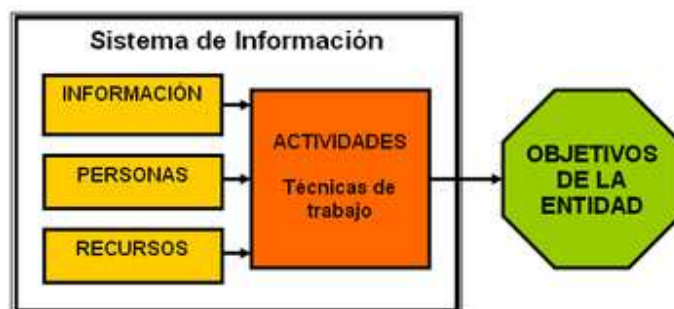 Sistema de Información
INFORMACIÓN
PERSONAS
RECURSOS
ACTIVIDADES
Técnicas de
trabajo
OBJETIVOS
DE LA
ENTIDAD